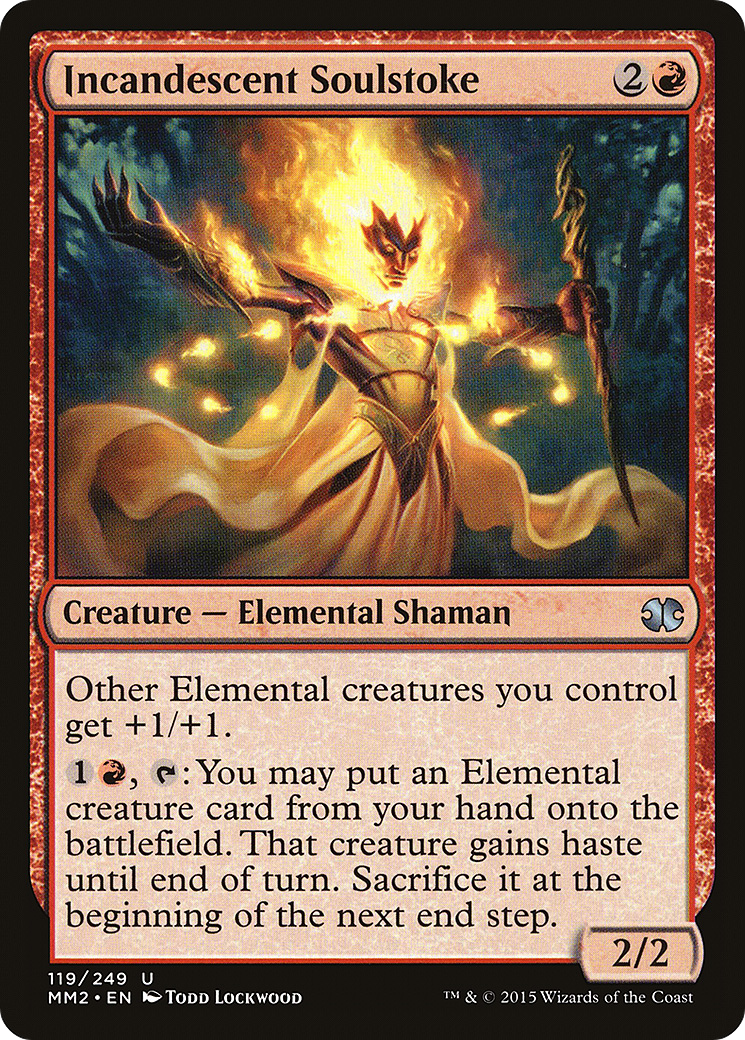 Incandescent Soulstoke 2
Creature — Elemental Shaman
Other Elemental creatures you control
get +1/+1.
1, : You may put an Elemental
creature card from your hand onto the
battlefield. That creature gains haste
until end of turn. Sacrifice it at the
beginning of the next end step.
2/2
119/249 U
MM2 • EN Todd Lockwood
™ & © 2015 Wizards of the Coast